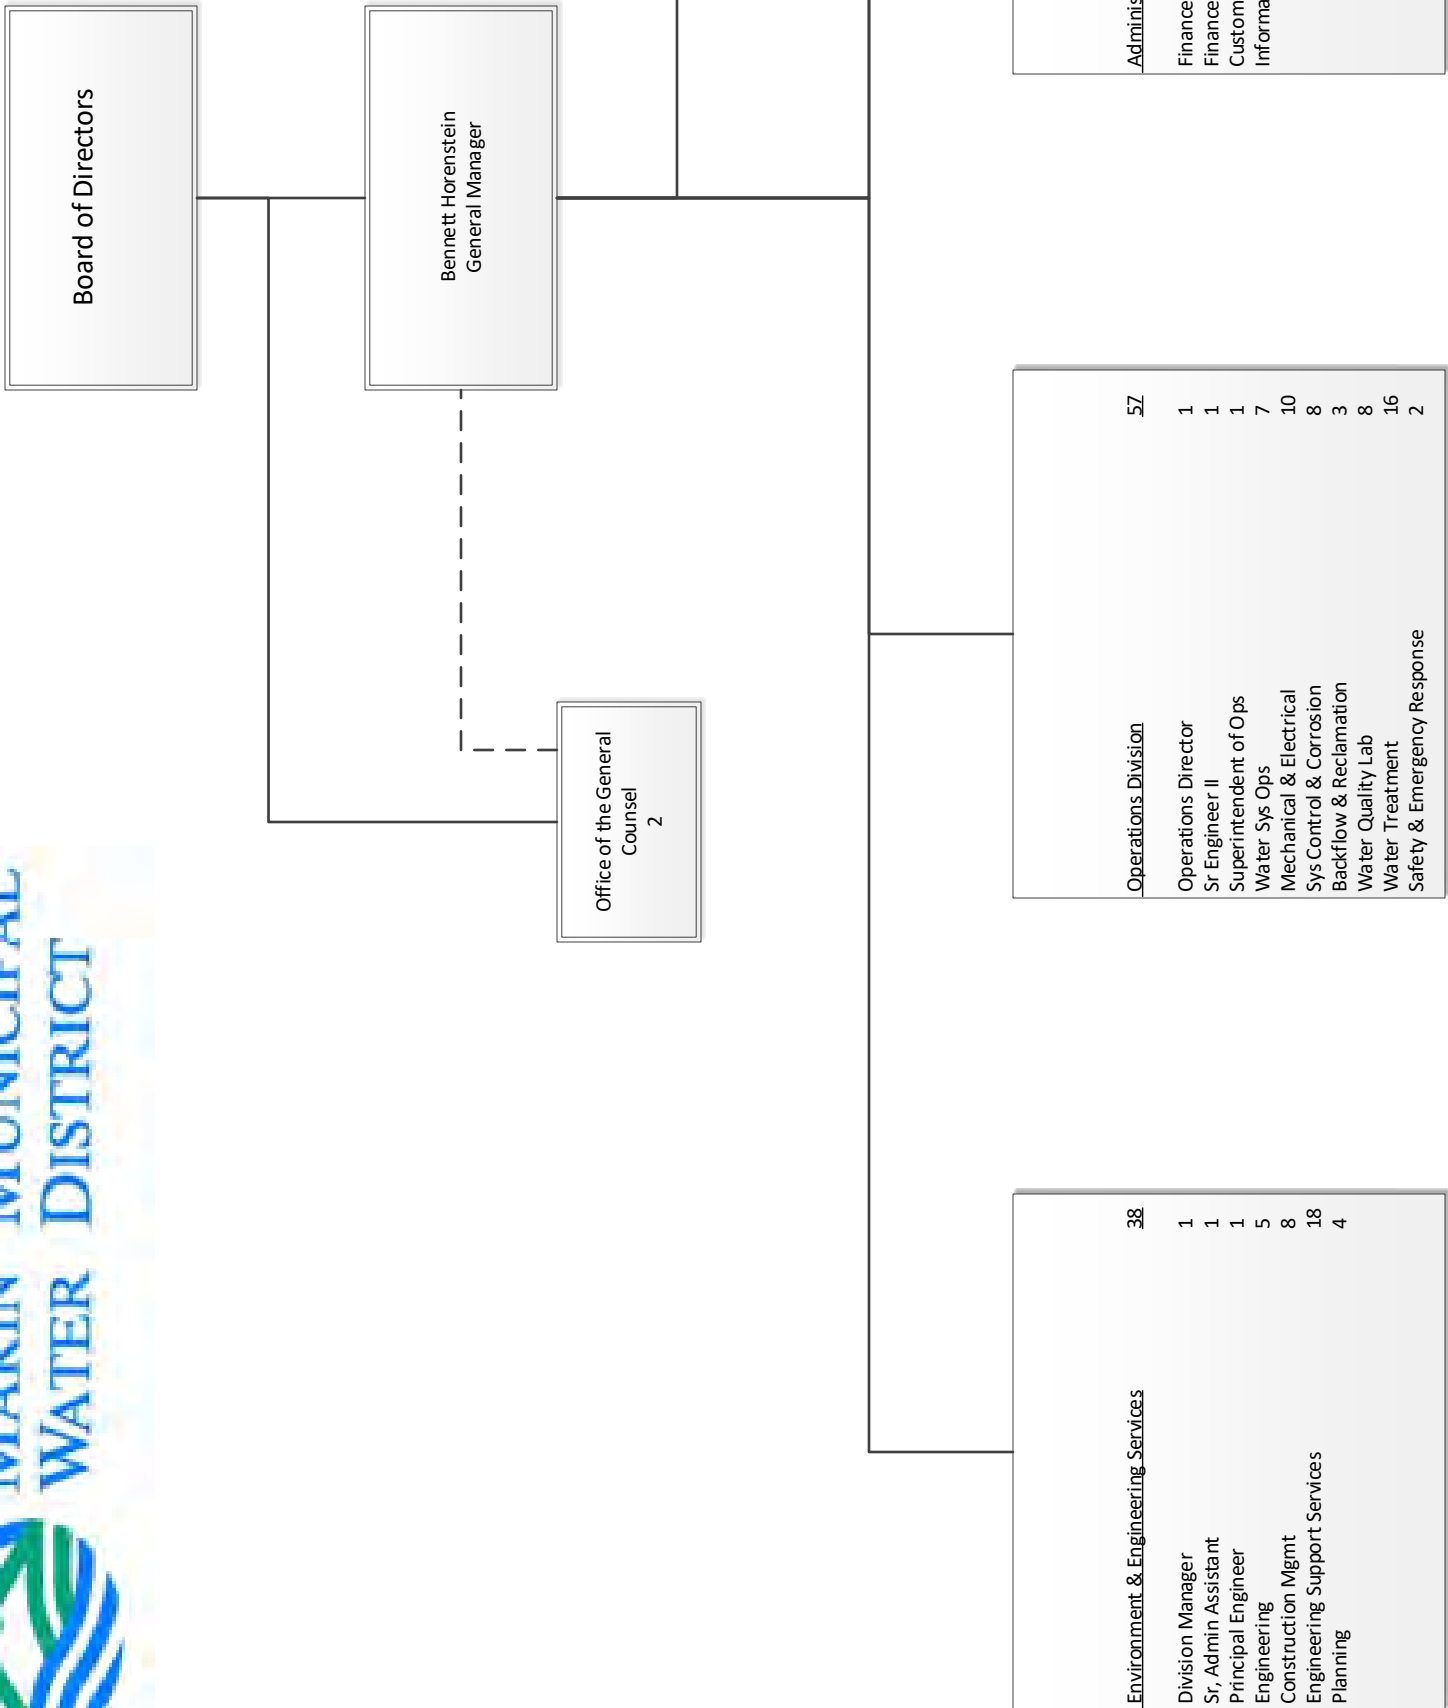 WATER DISTRICT
Board of Directors
Bennett Horenstein
General Manager
Office of the General
Counsel
2
Environment & Engineering Services 38
Division Manager 1
Sr, Admin Assistant 1
Principal Engineer 1
Engineering 5
Construction Mgmt 8
Engineering Support Services 18
Planning 4
Operations Division 57
Operations Director 1
Sr Engineer II 1
Superintendent of Ops 1
Water Sys Ops 7
Mechanical & Electrical 10
Sys Control & Corrosion 8
Backflow & Reclamation 3
Water Quality Lab 8
Water Treatment 16
Safety & Emergency Response 2
Finance
Finance